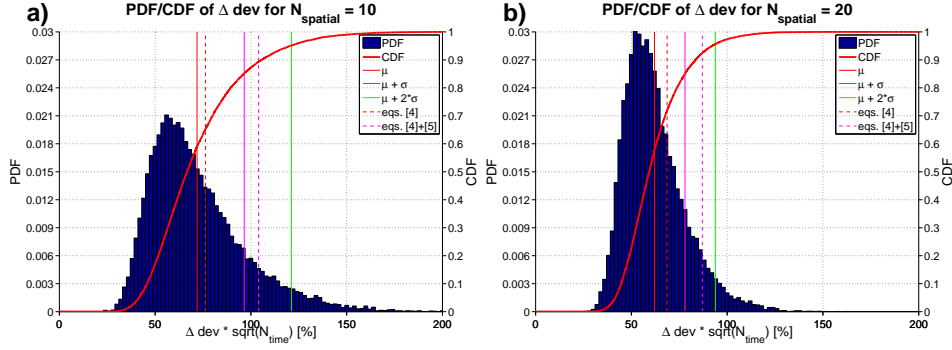 a)
PDF/CDF of Δ dev for N_spatial = 10
0.03
0.027
0.024
0.021
0.018
0.015
0.012
0.009
0.006
0.003
0
PDF
1
0.9
0.8
0.7
0.6
0.5
0.4
0.3
0.2
0.1
0
CDF
PDF
CDF
μ
μ + σ
μ + 2*σ
eqs. [4]
eqs. [4]+[5]
0 50 100 150 200
Δ dev * sqrt(N_time) [%]
b)
PDF/CDF of Δ dev for N_spatial = 20
0.03
0.027
0.024
0.021
0.018
0.015
0.012
0.009
0.006
0.003
0
PDF
1
0.9
0.8
0.7
0.6
0.5
0.4
0.3
0.2
0.1
0
CDF
PDF
CDF
μ
μ + σ
μ + 2*σ
eqs. [4]
eqs. [4]+[5]
0 50 100 150 200
Δ dev * sqrt(N_time) [%]